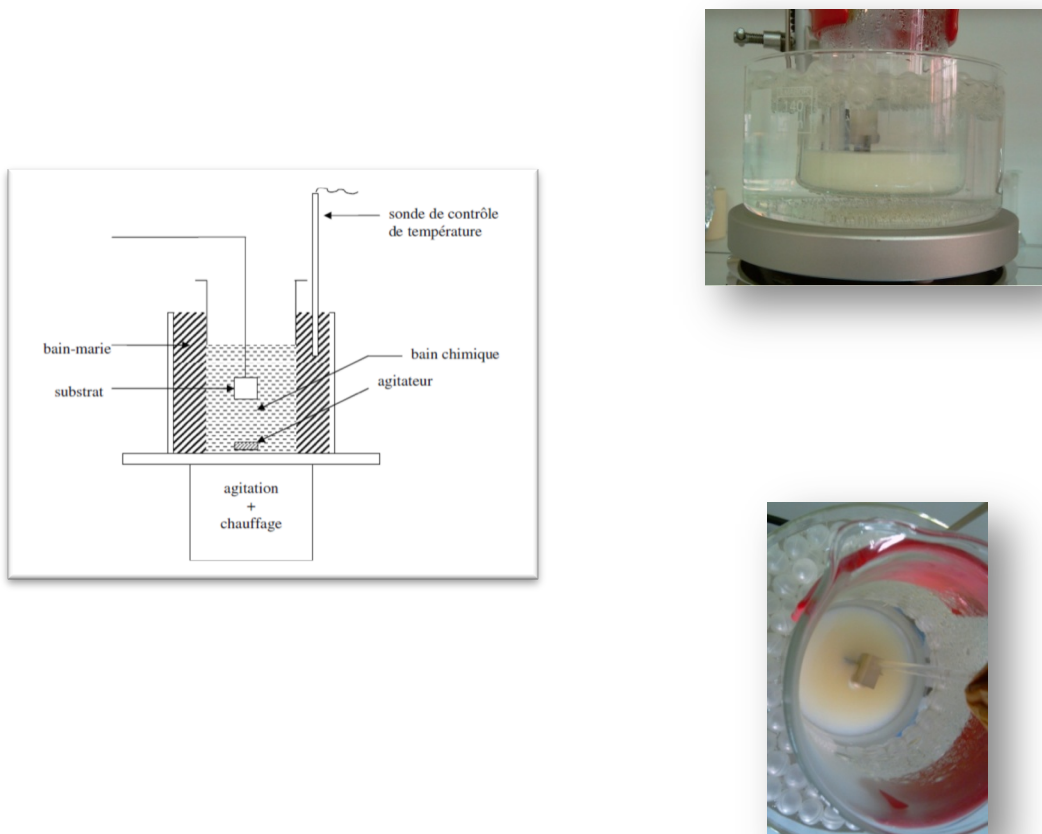 sonde de contrôle
de température
bain-marie
bain chimique
agitateur
substrat
agitation
+
chauffage